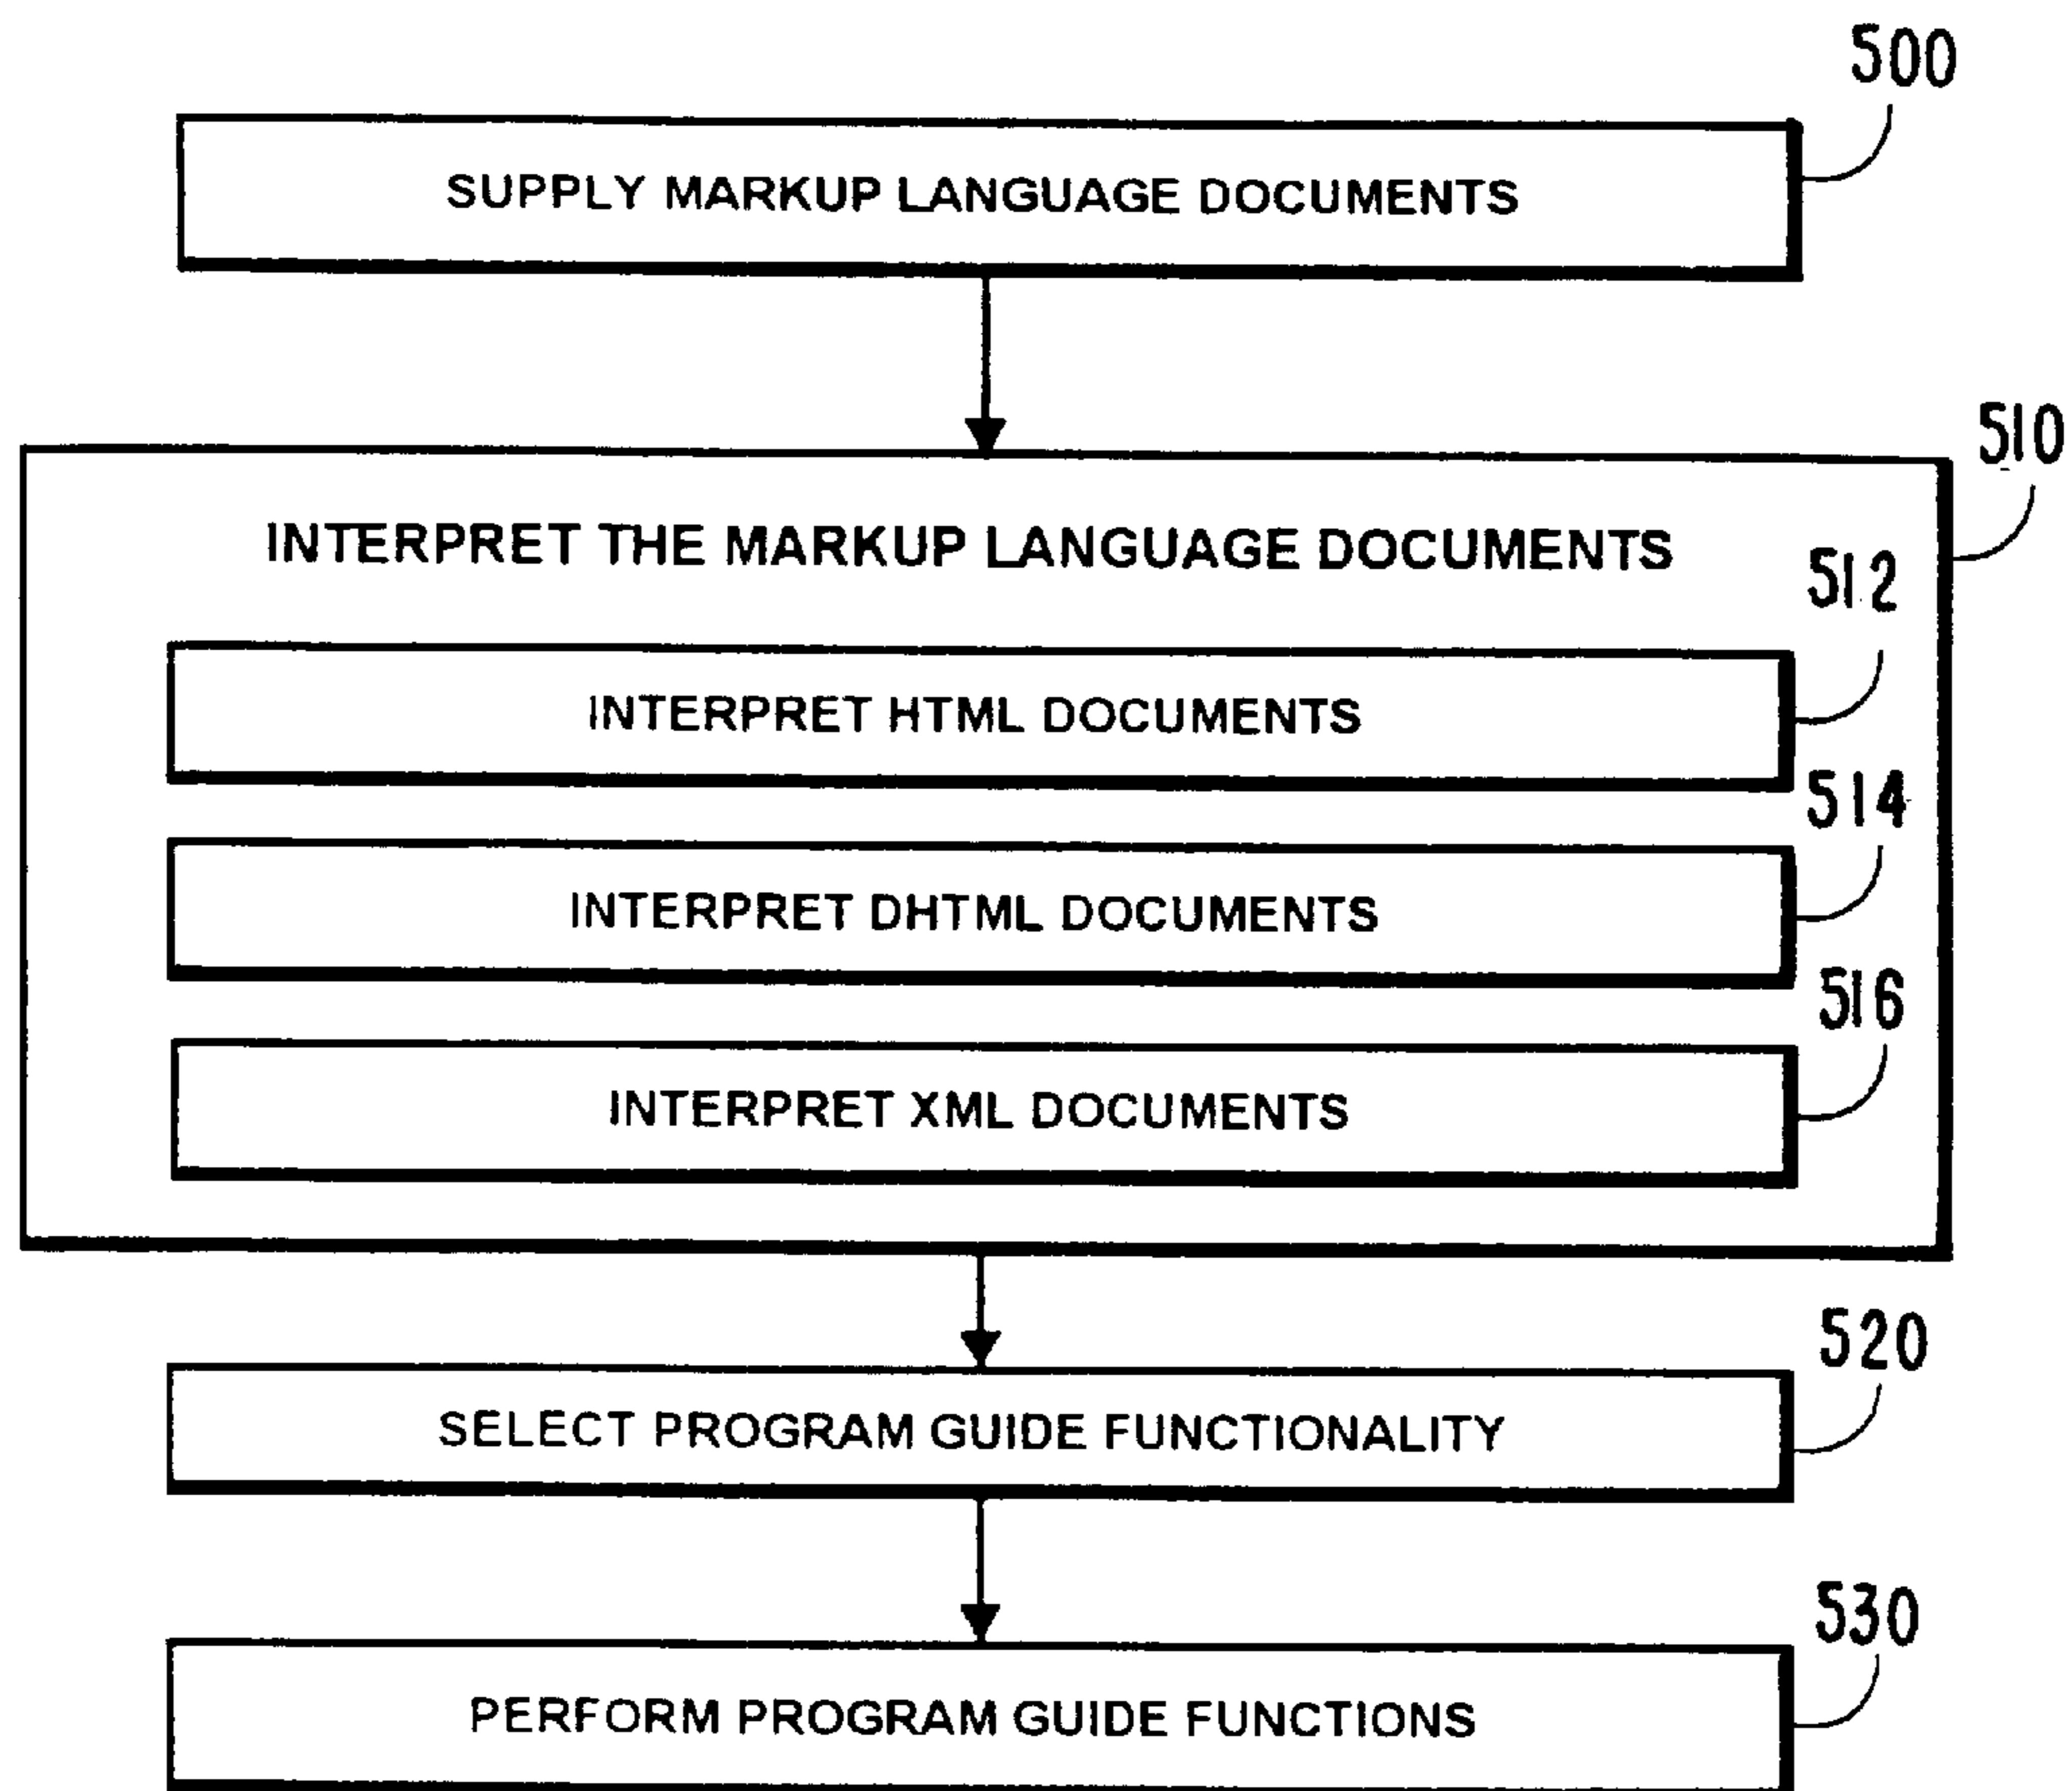 500
SUPPLY MARKUP LANGUAGE DOCUMENTS
510
INTERPRET THE MARKUP LANGUAGE DOCUMENTS
512
INTERPRET HTML DOCUMENTS
514
INTERPRET DHTML DOCUMENTS
516
INTERPRET XML DOCUMENTS
520
SELECT PROGRAM GUIDE FUNCTIONALITY
530
PERFORM PROGRAM GUIDE FUNCTIONS